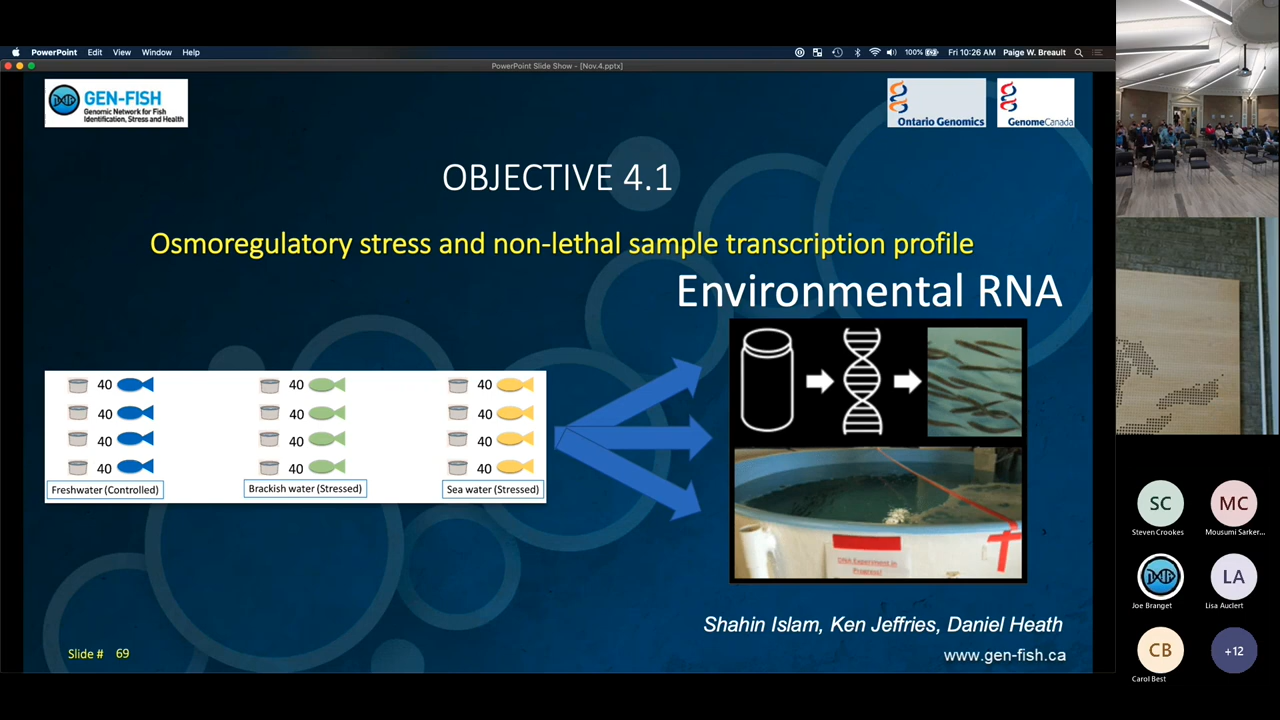 PowerPoint Edit View Window Help
100% Fri 10:26 AM Paige W. Breault
PowerPoint Slide Show - [Nov.4.pptx]
GEN-FISH
Genomic Network for Fish
Identification, Stress and Health
Ontario Genomics
GenomeCanada
OBJECTIVE 4.1
Osmoregulatory stress and non-lethal sample transcription profile
Environmental RNA
40 40 40
40 40 40
40 40 40
40 40 40
Freshwater (Controlled)
Brackish water (Stressed)
Sea water (Stressed)
Experiment in
Progress!
Shahin Islam, Ken Jeffries, Daniel Heath
www.gen-fish.ca
Slide # 69
SC
Steven Crookes
MC
Mousumi Sarker...
Joe Branget
LA
Lisa Auclert
CB
Carol Best
+12